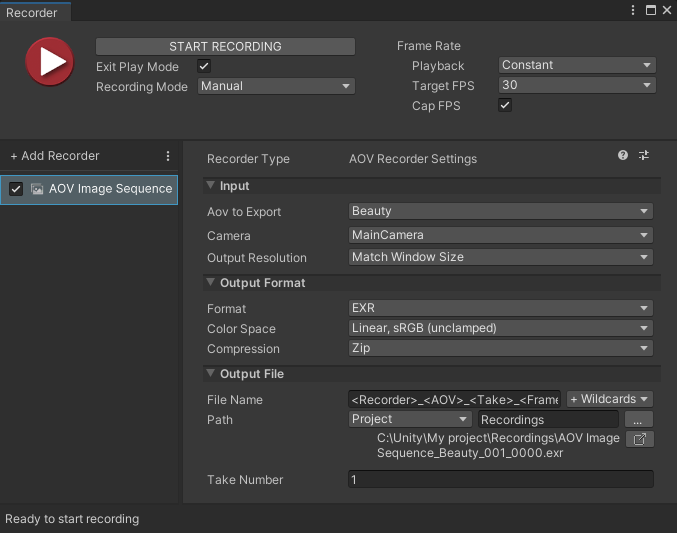 Recorder
START RECORDING
Exit Play Mode
Recording Mode Manual
Frame Rate
Playback Constant
Target FPS 30
Cap FPS
+ Add Recorder
AOV Image Sequence
Recorder Type AOV Recorder Settings
Input
Aov to Export Beauty
Camera MainCamera
Output Resolution Match Window Size
Output Format
Format EXR
Color Space Linear, sRGB (unclamped)
Compression Zip
Output File
File Name <Recorder>_<AOV>_<Take>_<Frame + Wildcards
Path Project Recordings ...
C:\Unity\My project\Recordings\AOV Image
Sequence_Beauty_001_0000.exr
Take Number 1
Ready to start recording